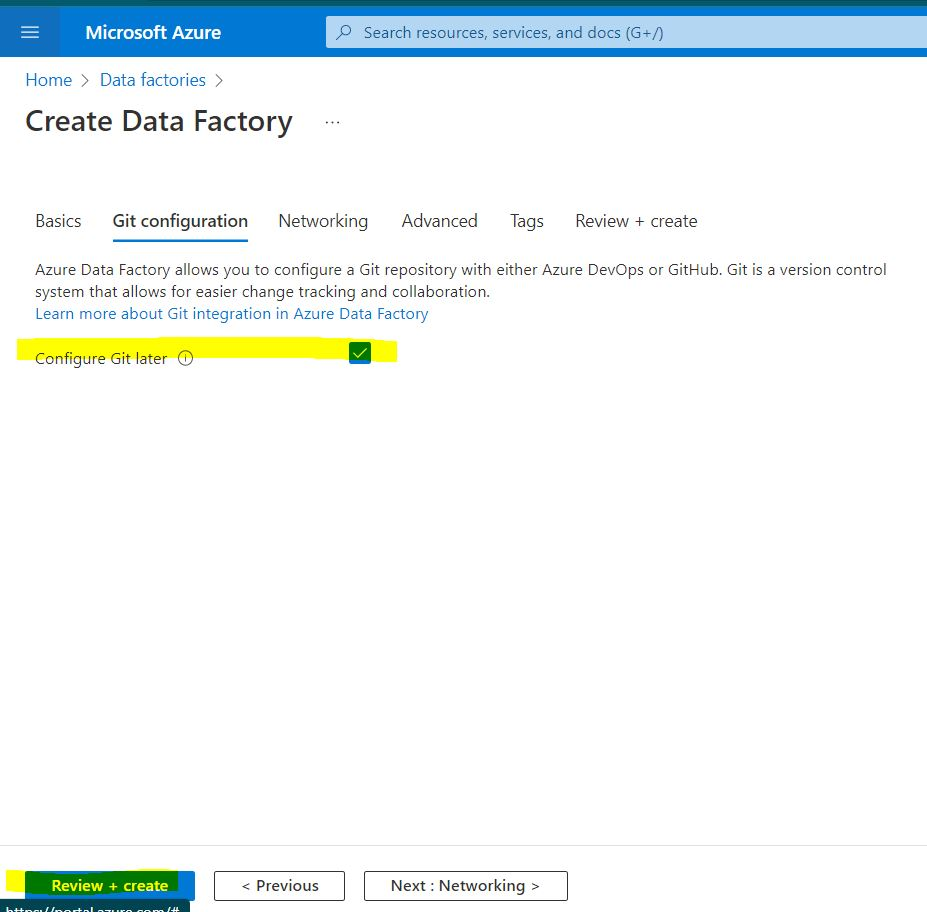 Microsoft Azure
Search resources, services, and docs (G+/)
Home > Data factories >
Create Data Factory ...
Basics Git configuration Networking Advanced Tags Review + create
Azure Data Factory allows you to configure a Git repository with either Azure DevOps or GitHub. Git is a version control
system that allows for easier change tracking and collaboration.
Learn more about Git integration in Azure Data Factory
Configure Git later
Review + create < Previous Next : Networking >
https://portal.azure.com/#